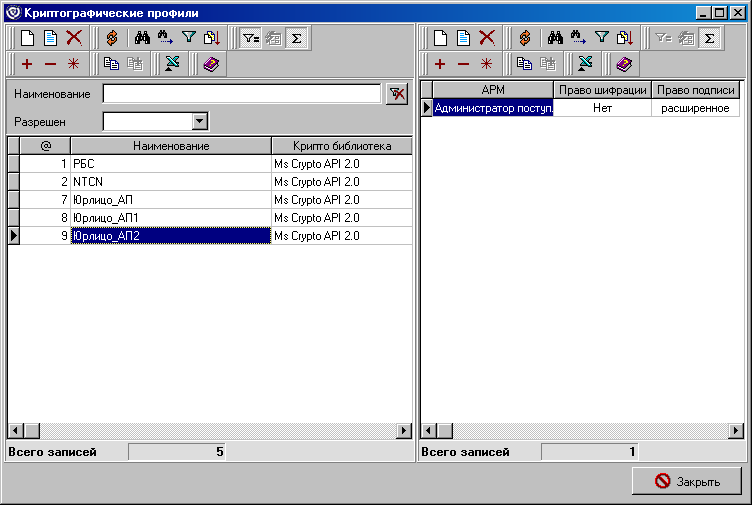 Криптографические профили
Наименование
Разрешен
@ Наименование Крипто библиотека
1 РБС Ms Crypto API 2.0
2 NTCN Ms Crypto API 2.0
7 Юрлицо_АП Ms Crypto API 2.0
8 Юрлицо_АП1 Ms Crypto API 2.0
9 Юрлицо_АП2 Ms Crypto API 2.0
Всего записей 5
АРМ Право шифрации Право подписи
Администратор поступ. Нет расширенное
Всего записей 1
Закрыть